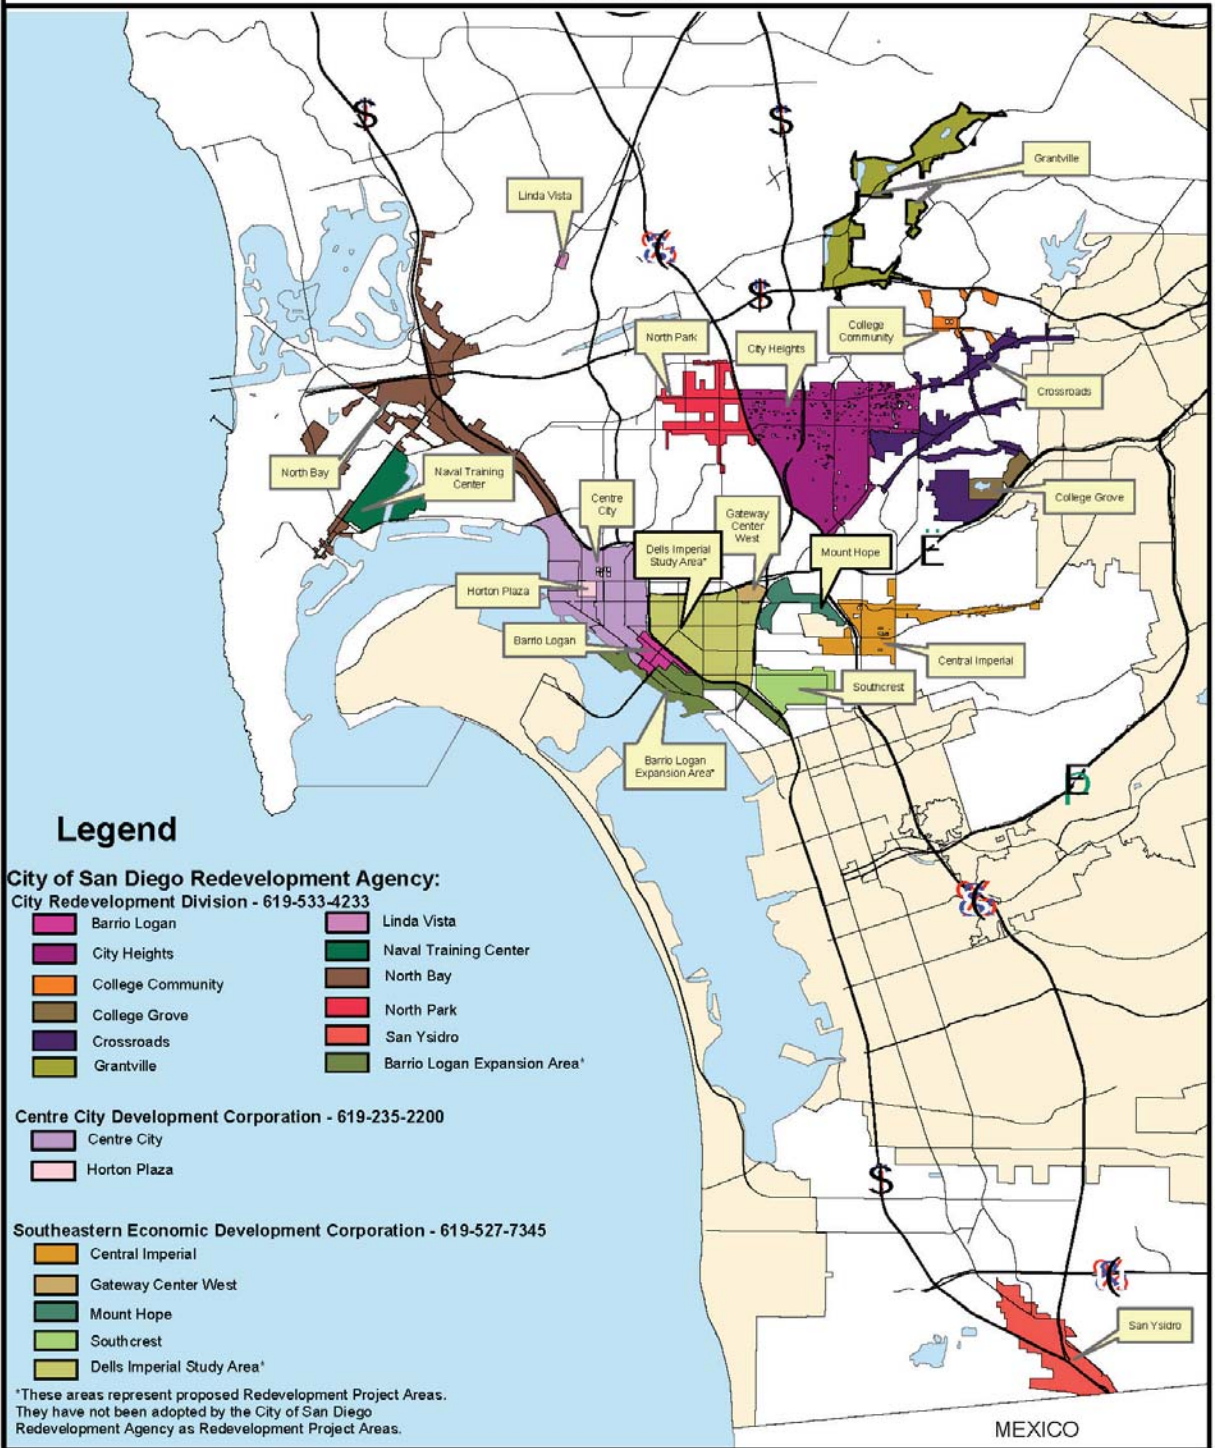 Grantville
Linda Vista
North Park
City Heights
College
Community
Crossroads
North Bay
Naval Training
Center
Centre
City
Gateway
Center
West
College Grove
Dells Imperial
Study Area*
Mount Hope
Horton Plaza
Barrio Logan
Central Imperial
Southcrest
Barrio Logan
Expansion Area*
San Ysidro
MEXICO
Legend
City of San Diego Redevelopment Agency:
City Redevelopment Division - 619-533-4233
Barrio Logan
City Heights
College Community
College Grove
Crossroads
Grantville
Linda Vista
Naval Training Center
North Bay
North Park
San Ysidro
Barrio Logan Expansion Area*
Centre City Development Corporation - 619-235-2200
Centre City
Horton Plaza
Southeastern Economic Development Corporation - 619-527-7345
Central Imperial
Gateway Center West
Mount Hope
Southcrest
Dells Imperial Study Area*
*These areas represent proposed Redevelopment Project Areas.
They have not been adopted by the City of San Diego
Redevelopment Agency as Redevelopment Project Areas.